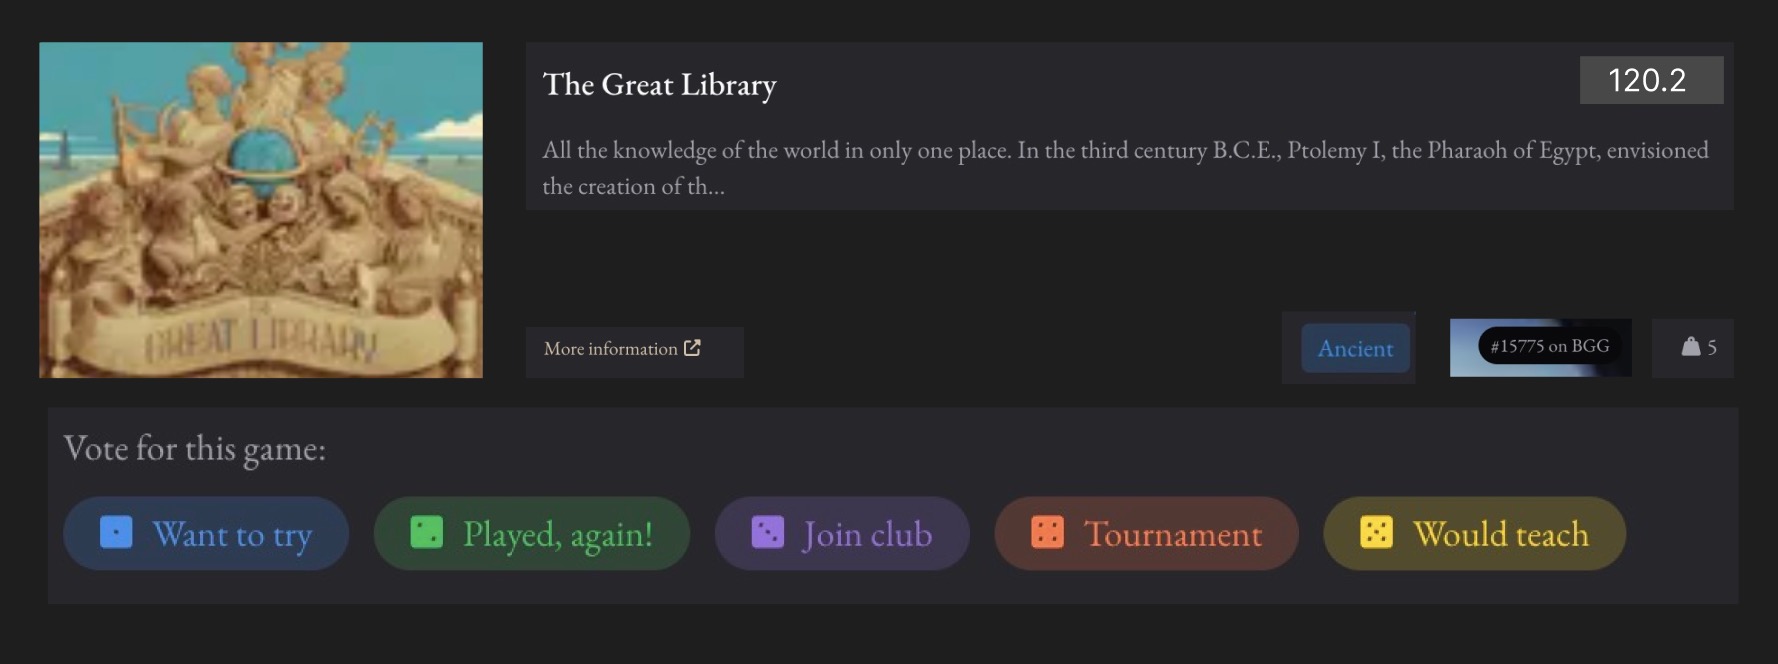 The Great Library
120.2
All the knowledge of the world in only one place. In the third century B.C.E., Ptolemy I, the Pharaoh of Egypt, envisioned
the creation of th...
GREAT LIBRARY
More information
Ancient
#15775 on BGG
5
Vote for this game:
Want to try
Played, again!
Join club
Tournament
Would teach